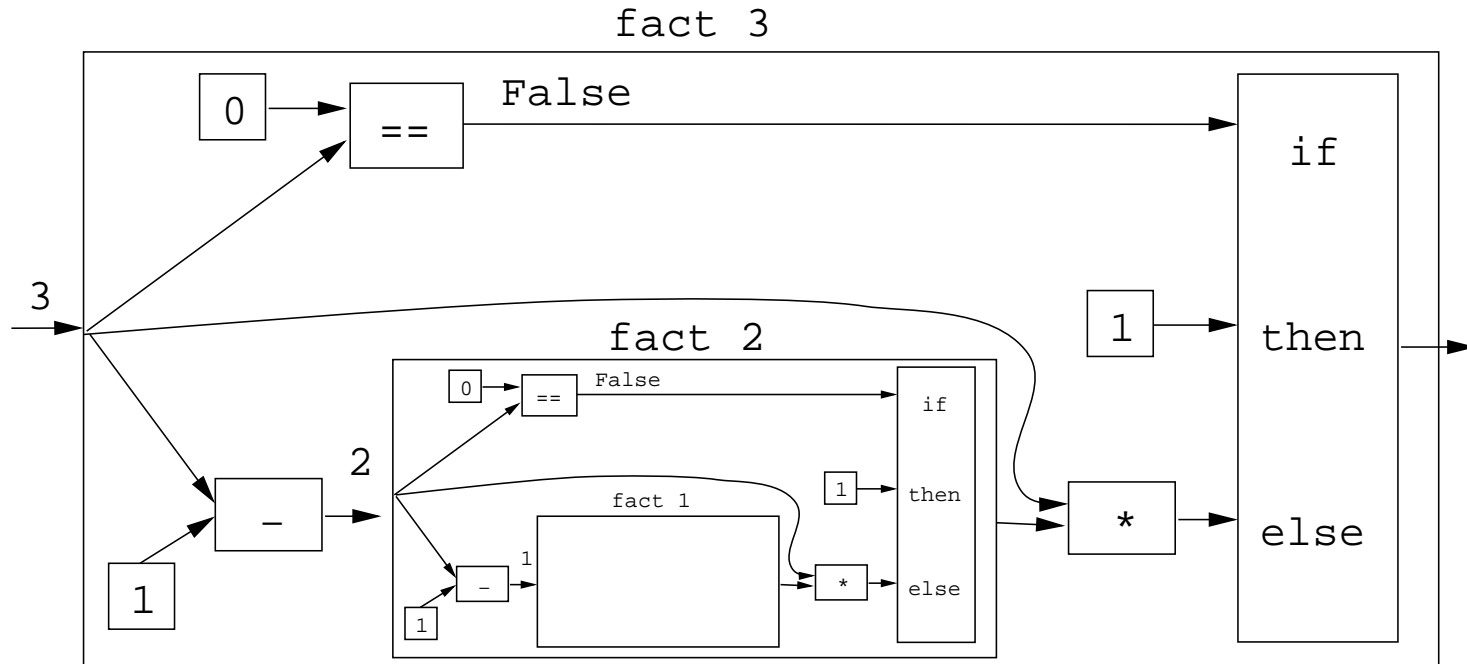 fact 3
0
==
False
if
3
1
then
fact 2
0
==
False
if
2
1
then
fact 1
1
-
*
else
1
-
1
*
else